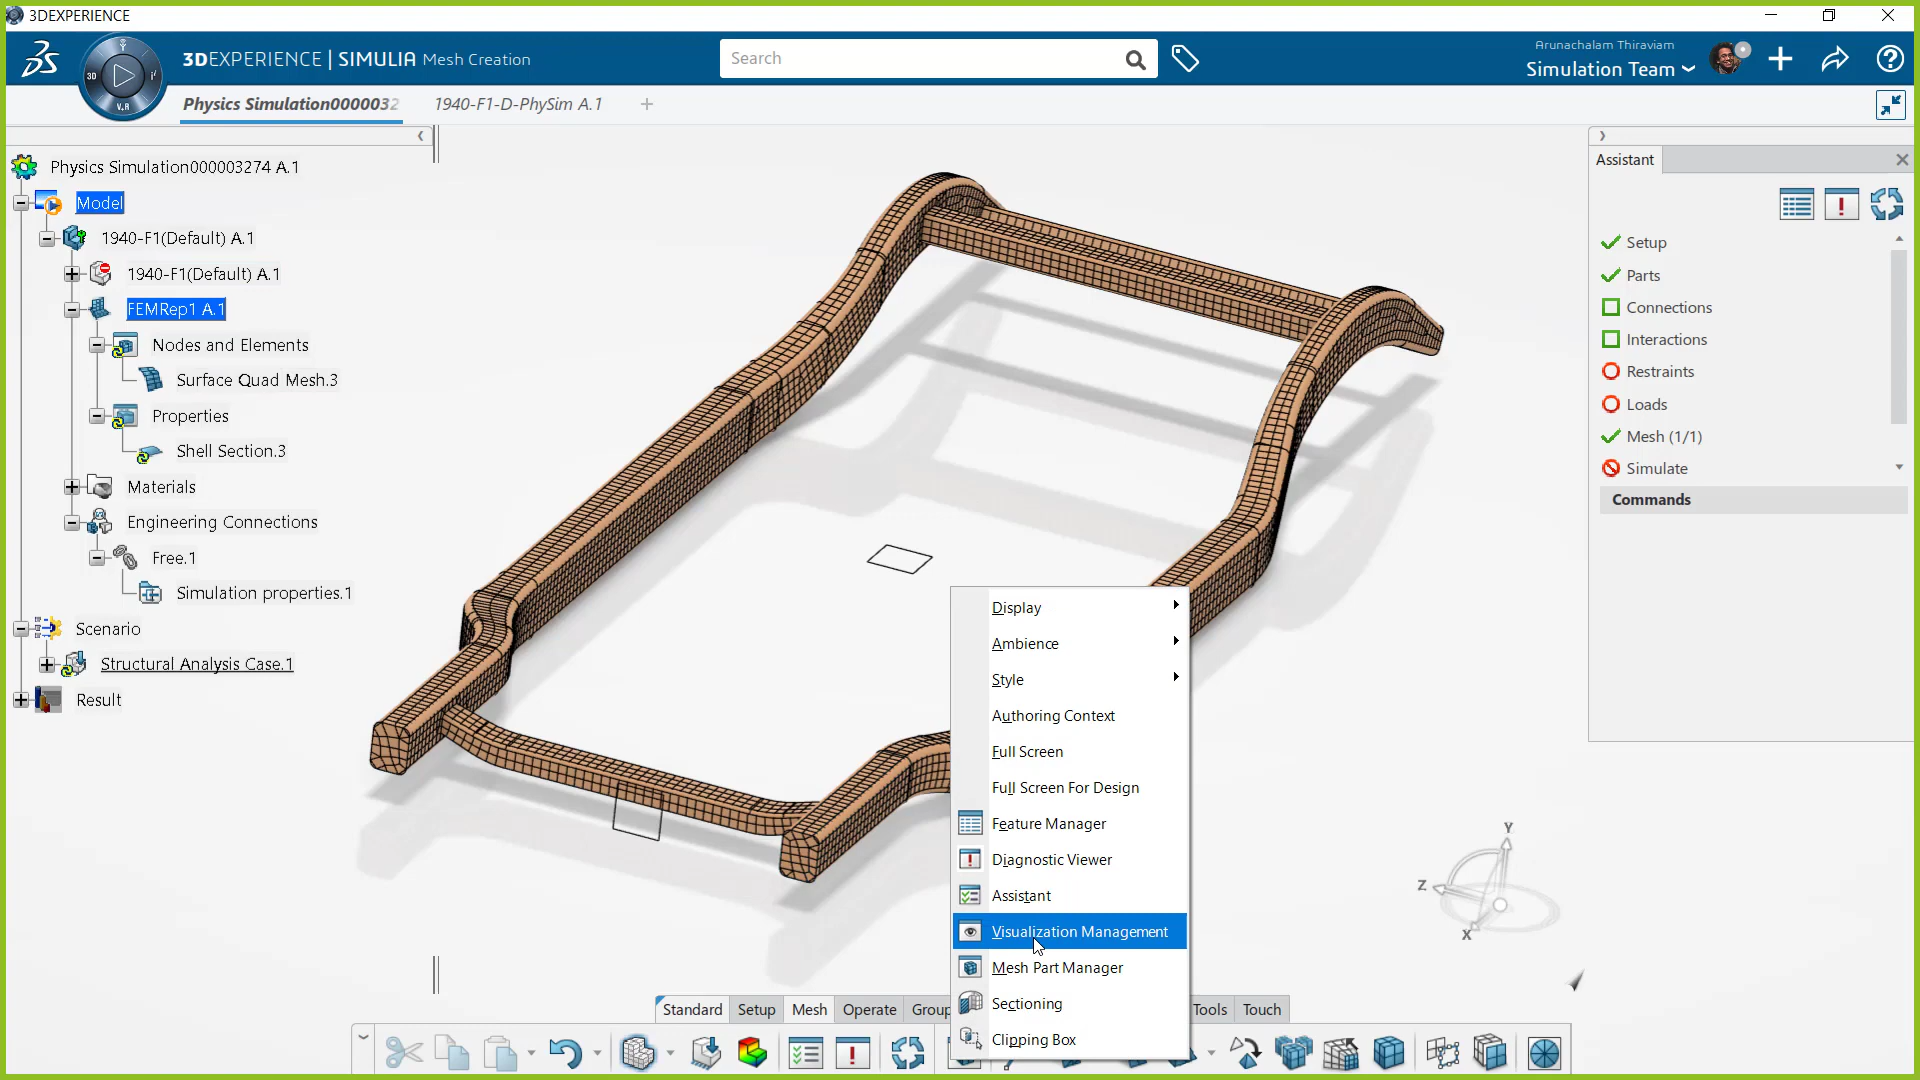 3DEXPERIENCE
3DEXPERIENCE | SIMULIA Mesh Creation
Search
Arunachalam Thiraviam
Simulation Team
3D
V.R
Physics Simulation0000032
1940-F1-D-PhySim A.1
Physics Simulation000003274 A.1
Model
1940-F1(Default) A.1
1940-F1(Default) A.1
FEMRep1 A.1
Nodes and Elements
Surface Quad Mesh.3
Properties
Shell Section.3
Materials
Engineering Connections
Free.1
Simulation properties.1
Scenario
Structural Analysis Case.1
Result
Assistant
Setup
Parts
Connections
Interactions
Restraints
Loads
Mesh (1/1)
Simulate
Commands
Display
Ambience
Style
Authoring Context
Full Screen
Full Screen For Design
Feature Manager
Diagnostic Viewer
Assistant
Visualization Management
Mesh Part Manager
Sectioning
Clipping Box
Y
Z
X
Standard Setup Mesh Operate Group Tools Touch